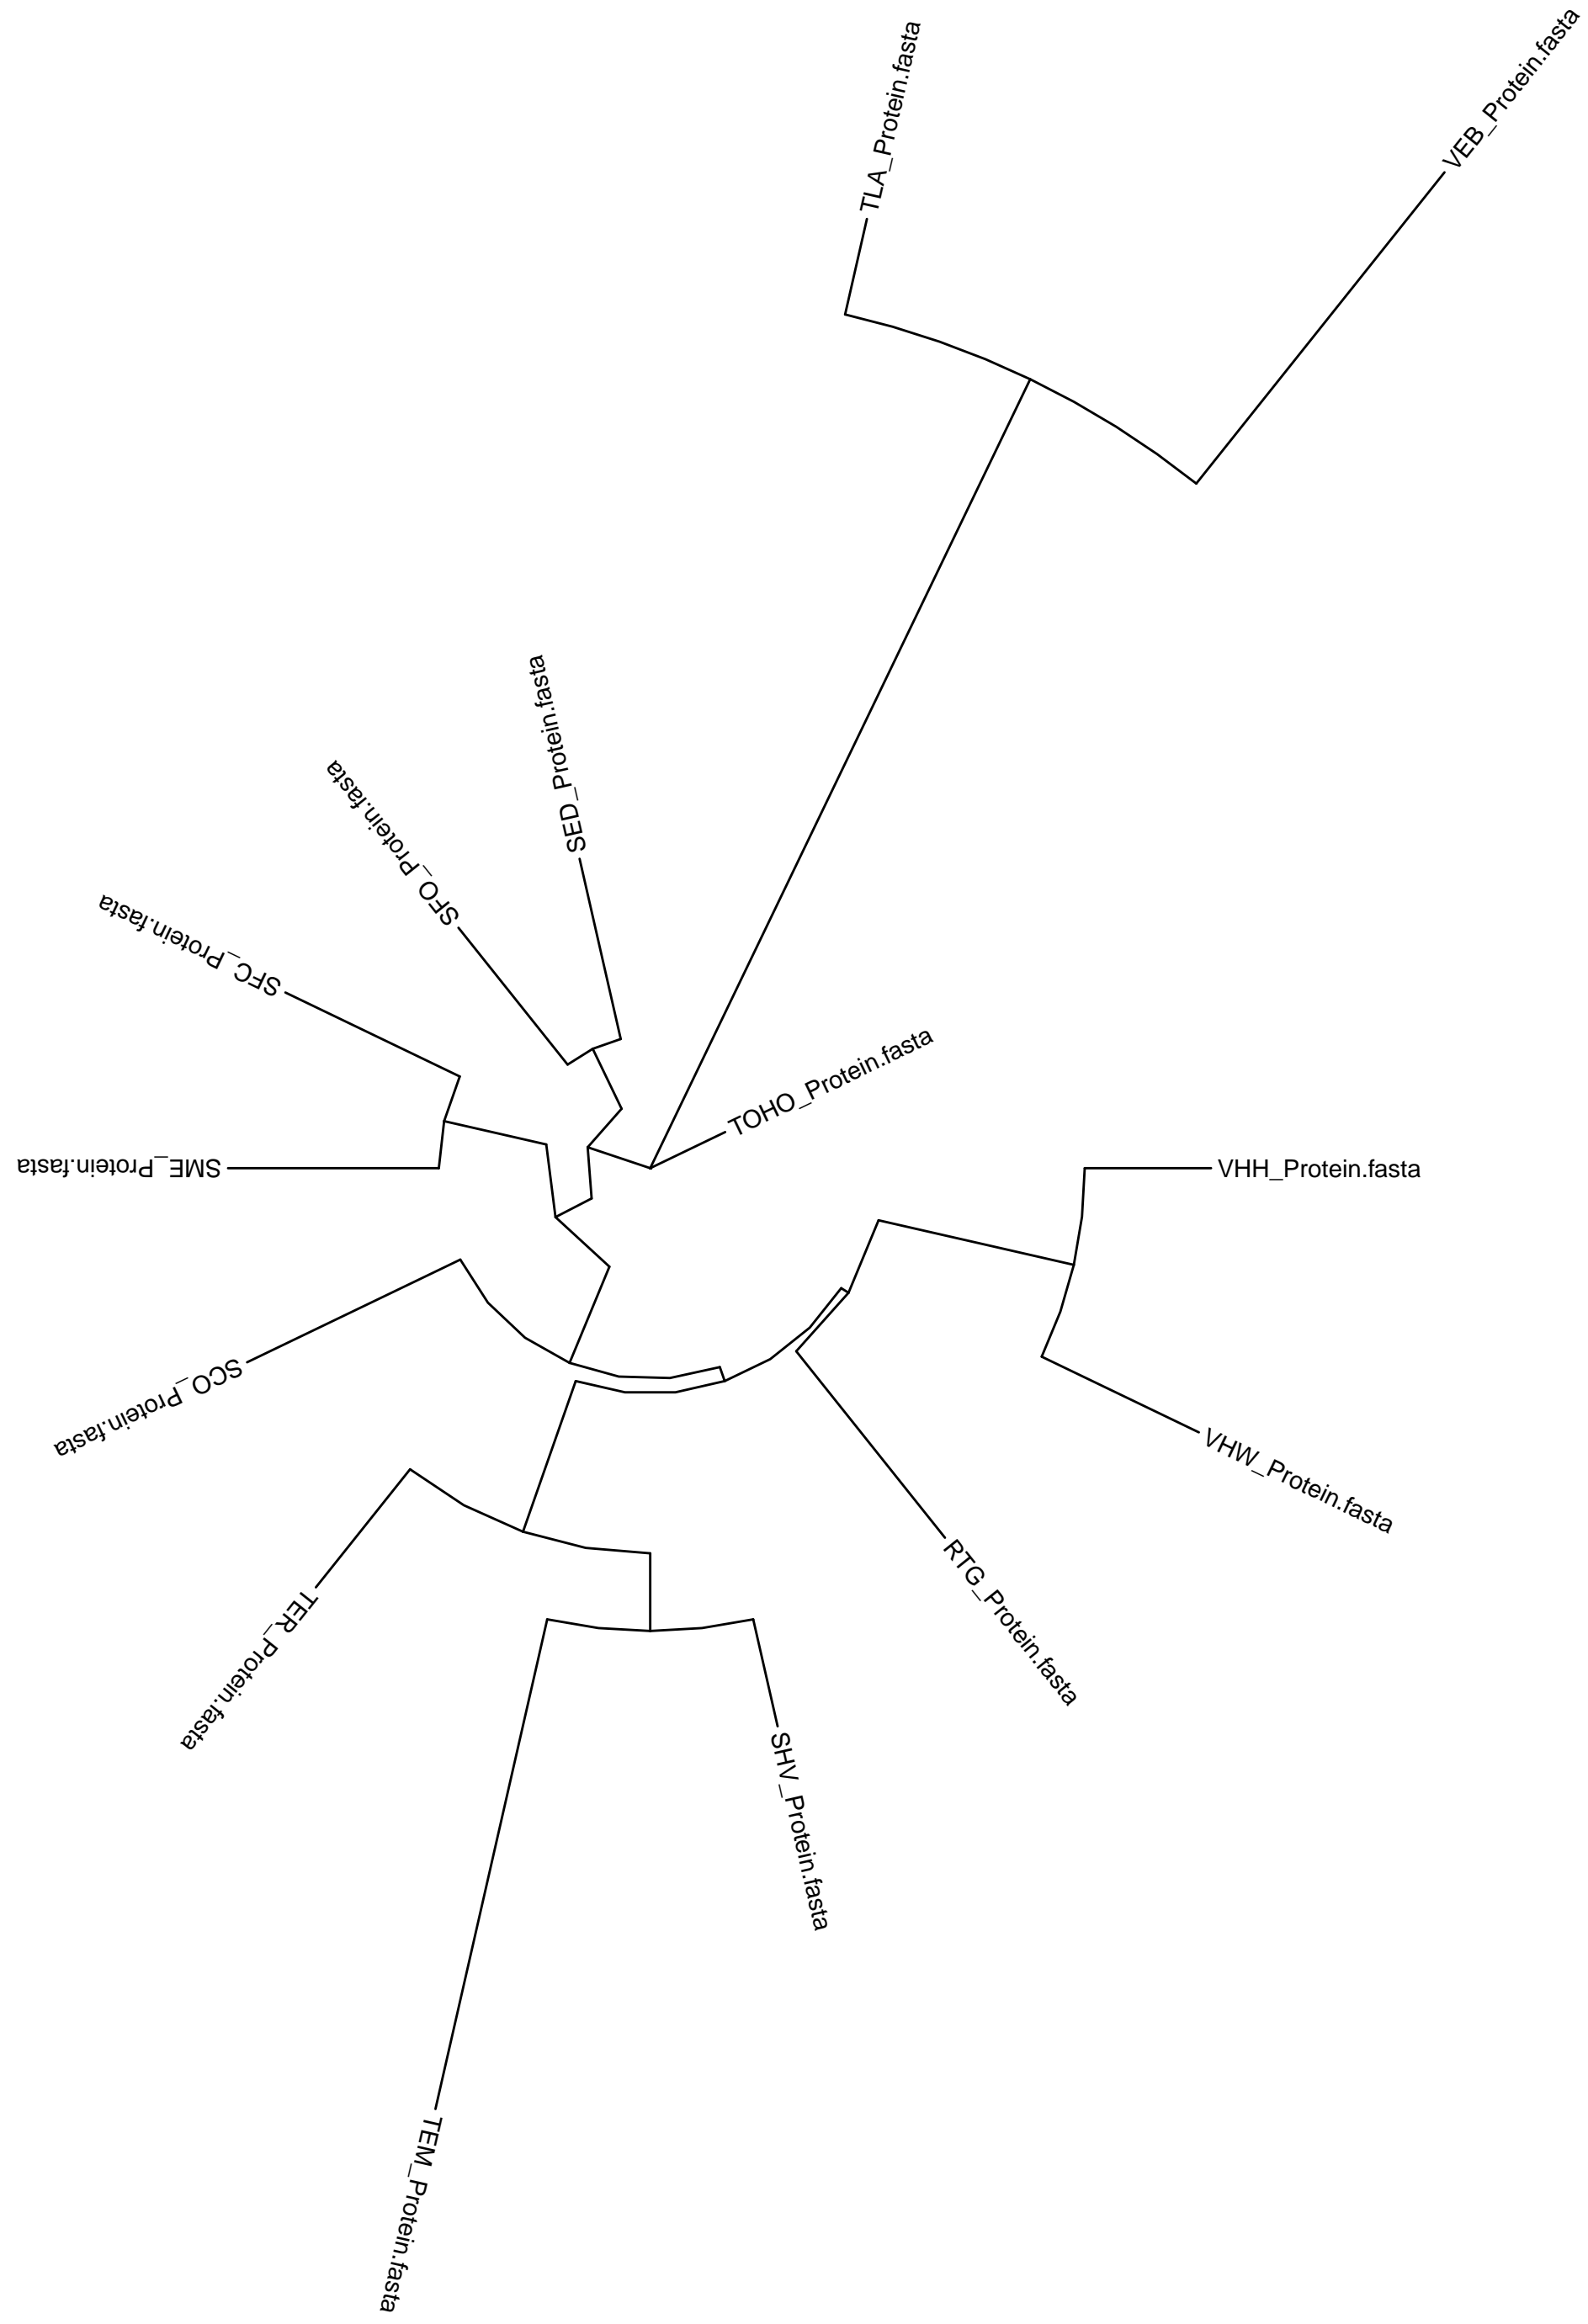 VEB_Protein.fasta
TLA_Protein.fasta
SED_Protein.fasta
SFO_Protein.fasta
SFC_Protein.fasta
TOHO_Protein.fasta
SME_Protein.fasta
VHH_Protein.fasta
SCO_Protein.fasta
VHW_Protein.fasta
RTG_Protein.fasta
TER_Protein.fasta
SHV_Protein.fasta
TEM_Protein.fasta